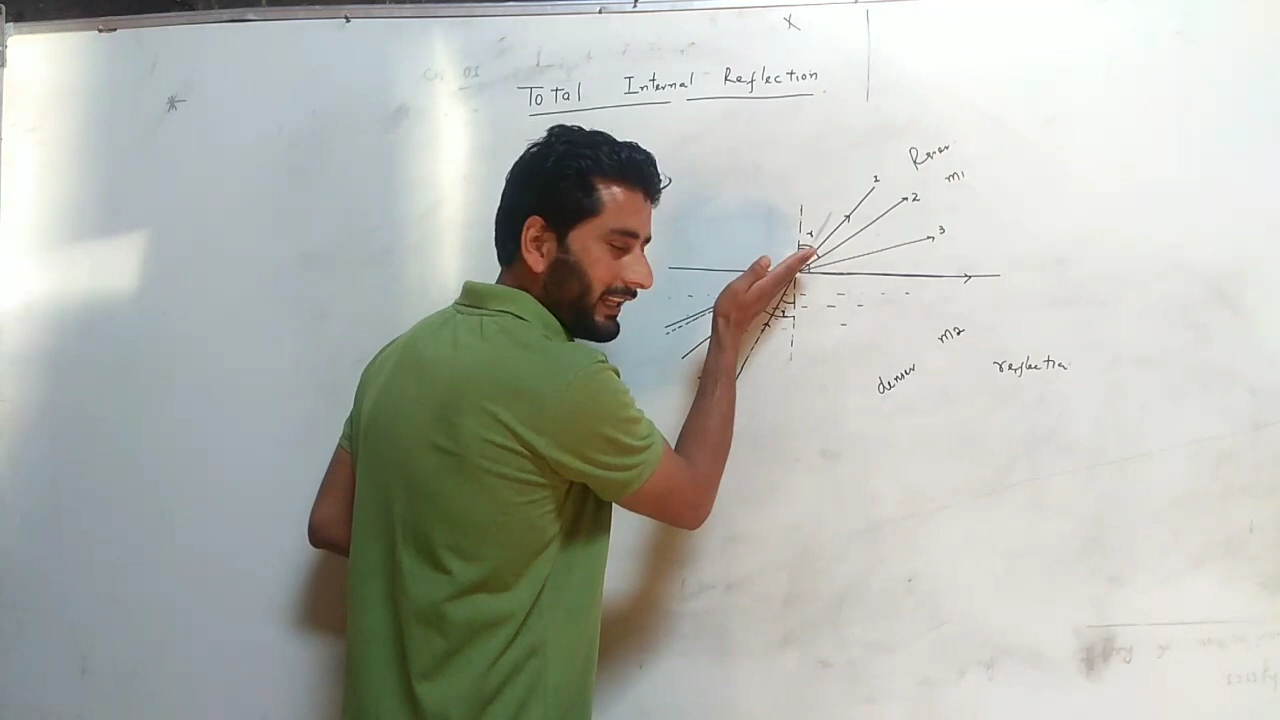 Total Internal Reflection
Rarer
m1
1
2
3
r
i
m2
denser
reflection